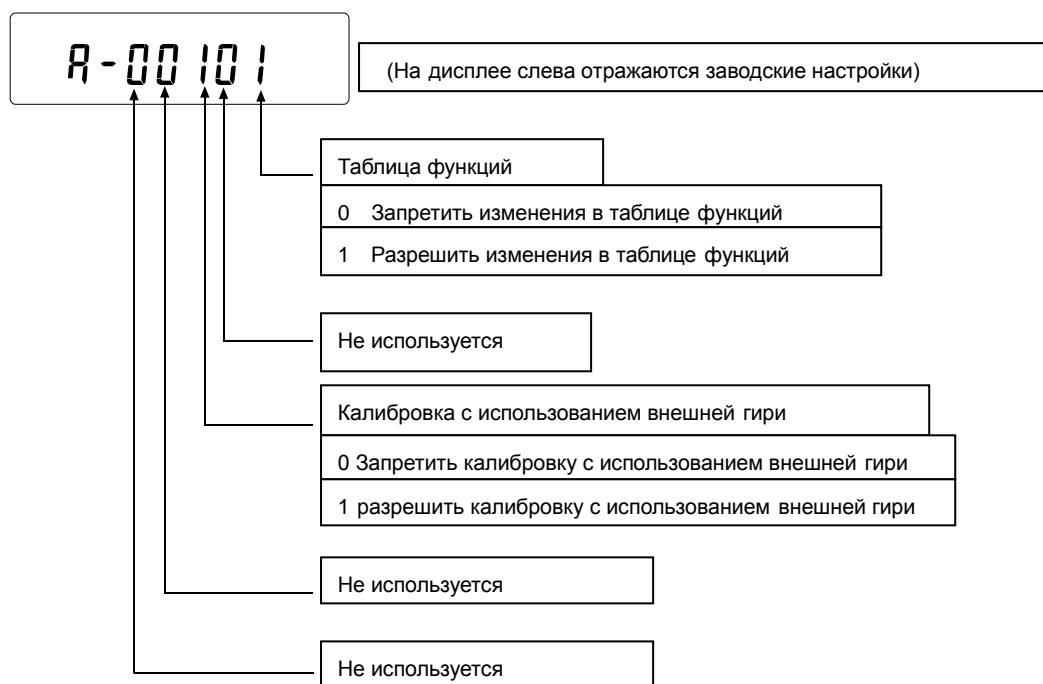 A-00101
(На дисплее слева отражаются заводские настройки)
Таблица функций
0 Запретить изменения в таблице функций
1 Разрешить изменения в таблице функций
Не используется
Калибровка с использованием внешней гири
0 Запретить калибровку с использованием внешней гири
1 разрешить калибровку с использованием внешней гири
Не используется
Не используется